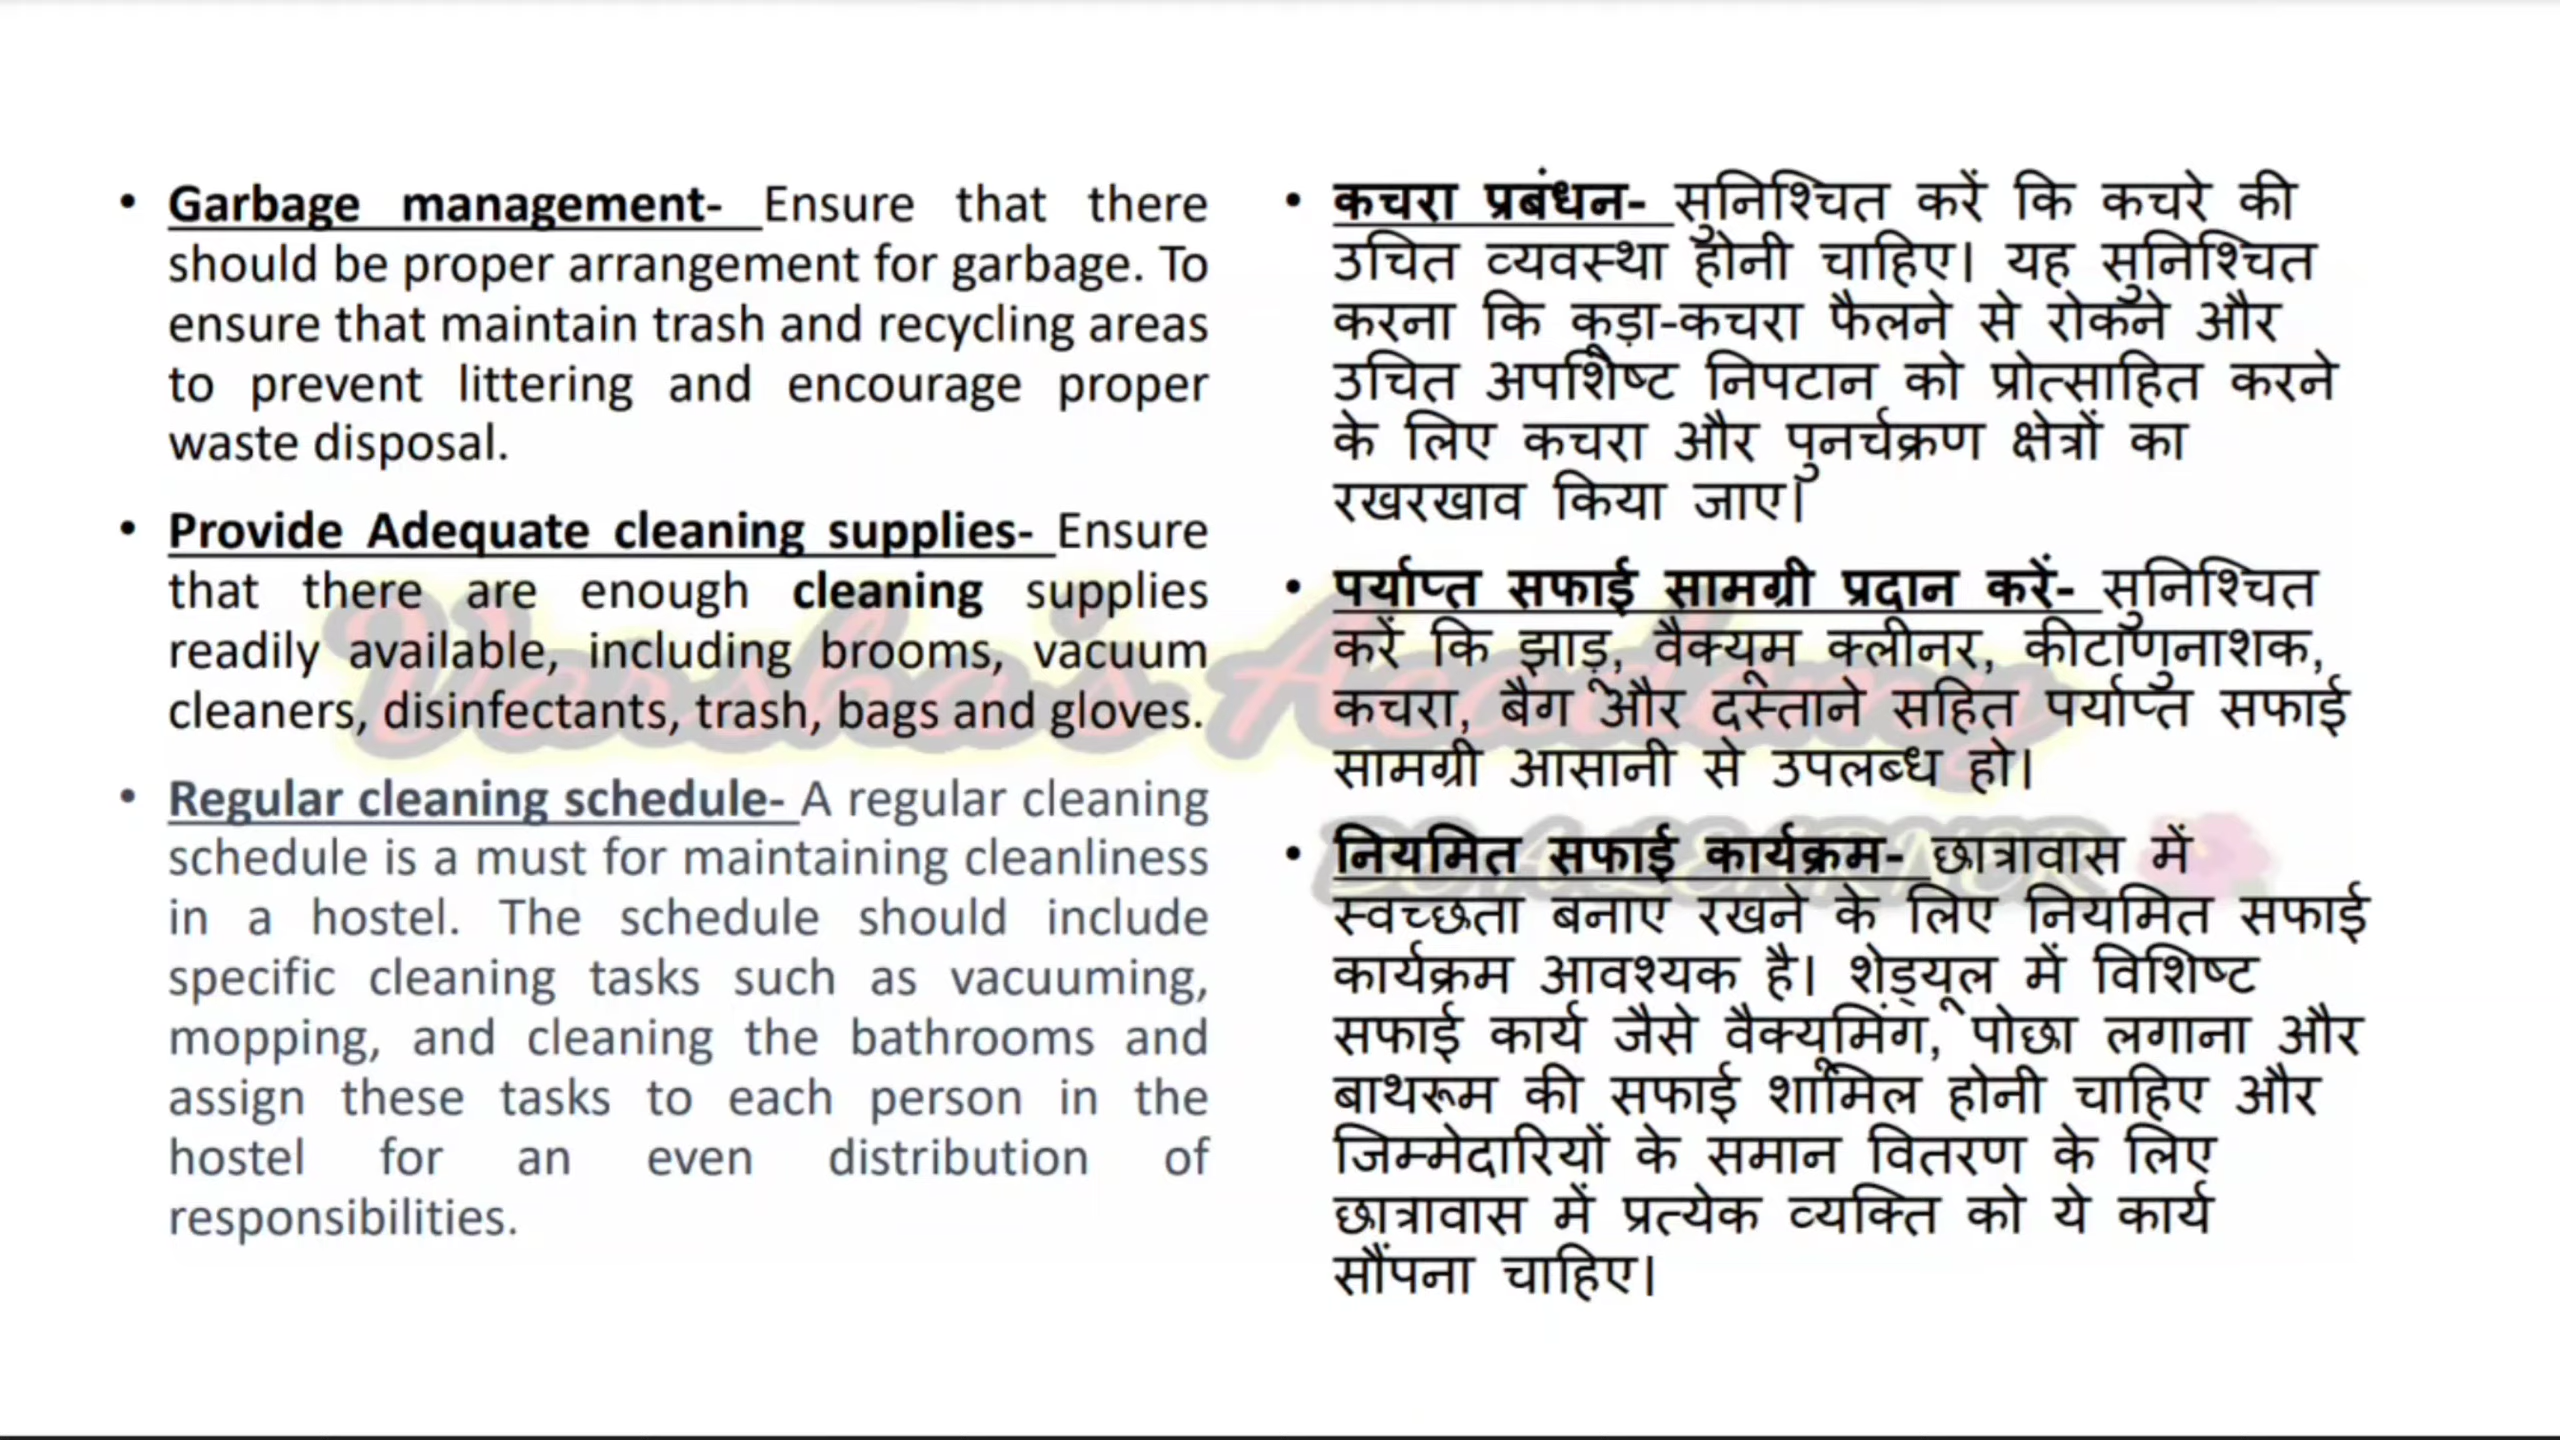 • Garbage management- Ensure that there
should be proper arrangement for garbage. To
ensure that maintain trash and recycling areas
to prevent littering and encourage proper
waste disposal.
• Provide Adequate cleaning supplies- Ensure
that there are enough cleaning supplies
readily available, including brooms, vacuum
cleaners, disinfectants, trash, bags and gloves.
• Regular cleaning schedule- A regular cleaning
schedule is a must for maintaining cleanliness
in a hostel. The schedule should include
specific cleaning tasks such as vacuuming,
mopping, and cleaning the bathrooms and
assign these tasks to each person in the
hostel for an even distribution of
responsibilities.
• कचरा प्रबंधन- सुनिश्चित करें कि कचरे की
उचित व्यवस्था होनी चाहिए। यह सुनिश्चित
करना कि कूड़ा-कचरा फैलने से रोकने और
उचित अपशिष्ट निपटान को प्रोत्साहित करने
के लिए कचरा और पुनर्चक्रण क्षेत्रों का
रखरखाव किया जाए।
• पर्याप्त सफाई सामग्री प्रदान करें- सुनिश्चित
करें कि झाड़ू, वैक्यूम क्लीनर, कीटाणुनाशक,
कचरा, बैग और दस्ताने सहित पर्याप्त सफाई
सामग्री आसानी से उपलब्ध हो।
• नियमित सफाई कार्यक्रम- छात्रावास में
स्वच्छता बनाए रखने के लिए नियमित सफाई
कार्यक्रम आवश्यक है। शेड्यूल में विशिष्ट
सफाई कार्य जैसे वैक्यूमिंग, पोछा लगाना और
बाथरूम की सफाई शामिल होनी चाहिए और
जिम्मेदारियों के समान वितरण के लिए
छात्रावास में प्रत्येक व्यक्ति को ये कार्य
सौंपना चाहिए।
Varsha's Academy
BE A LEARNER